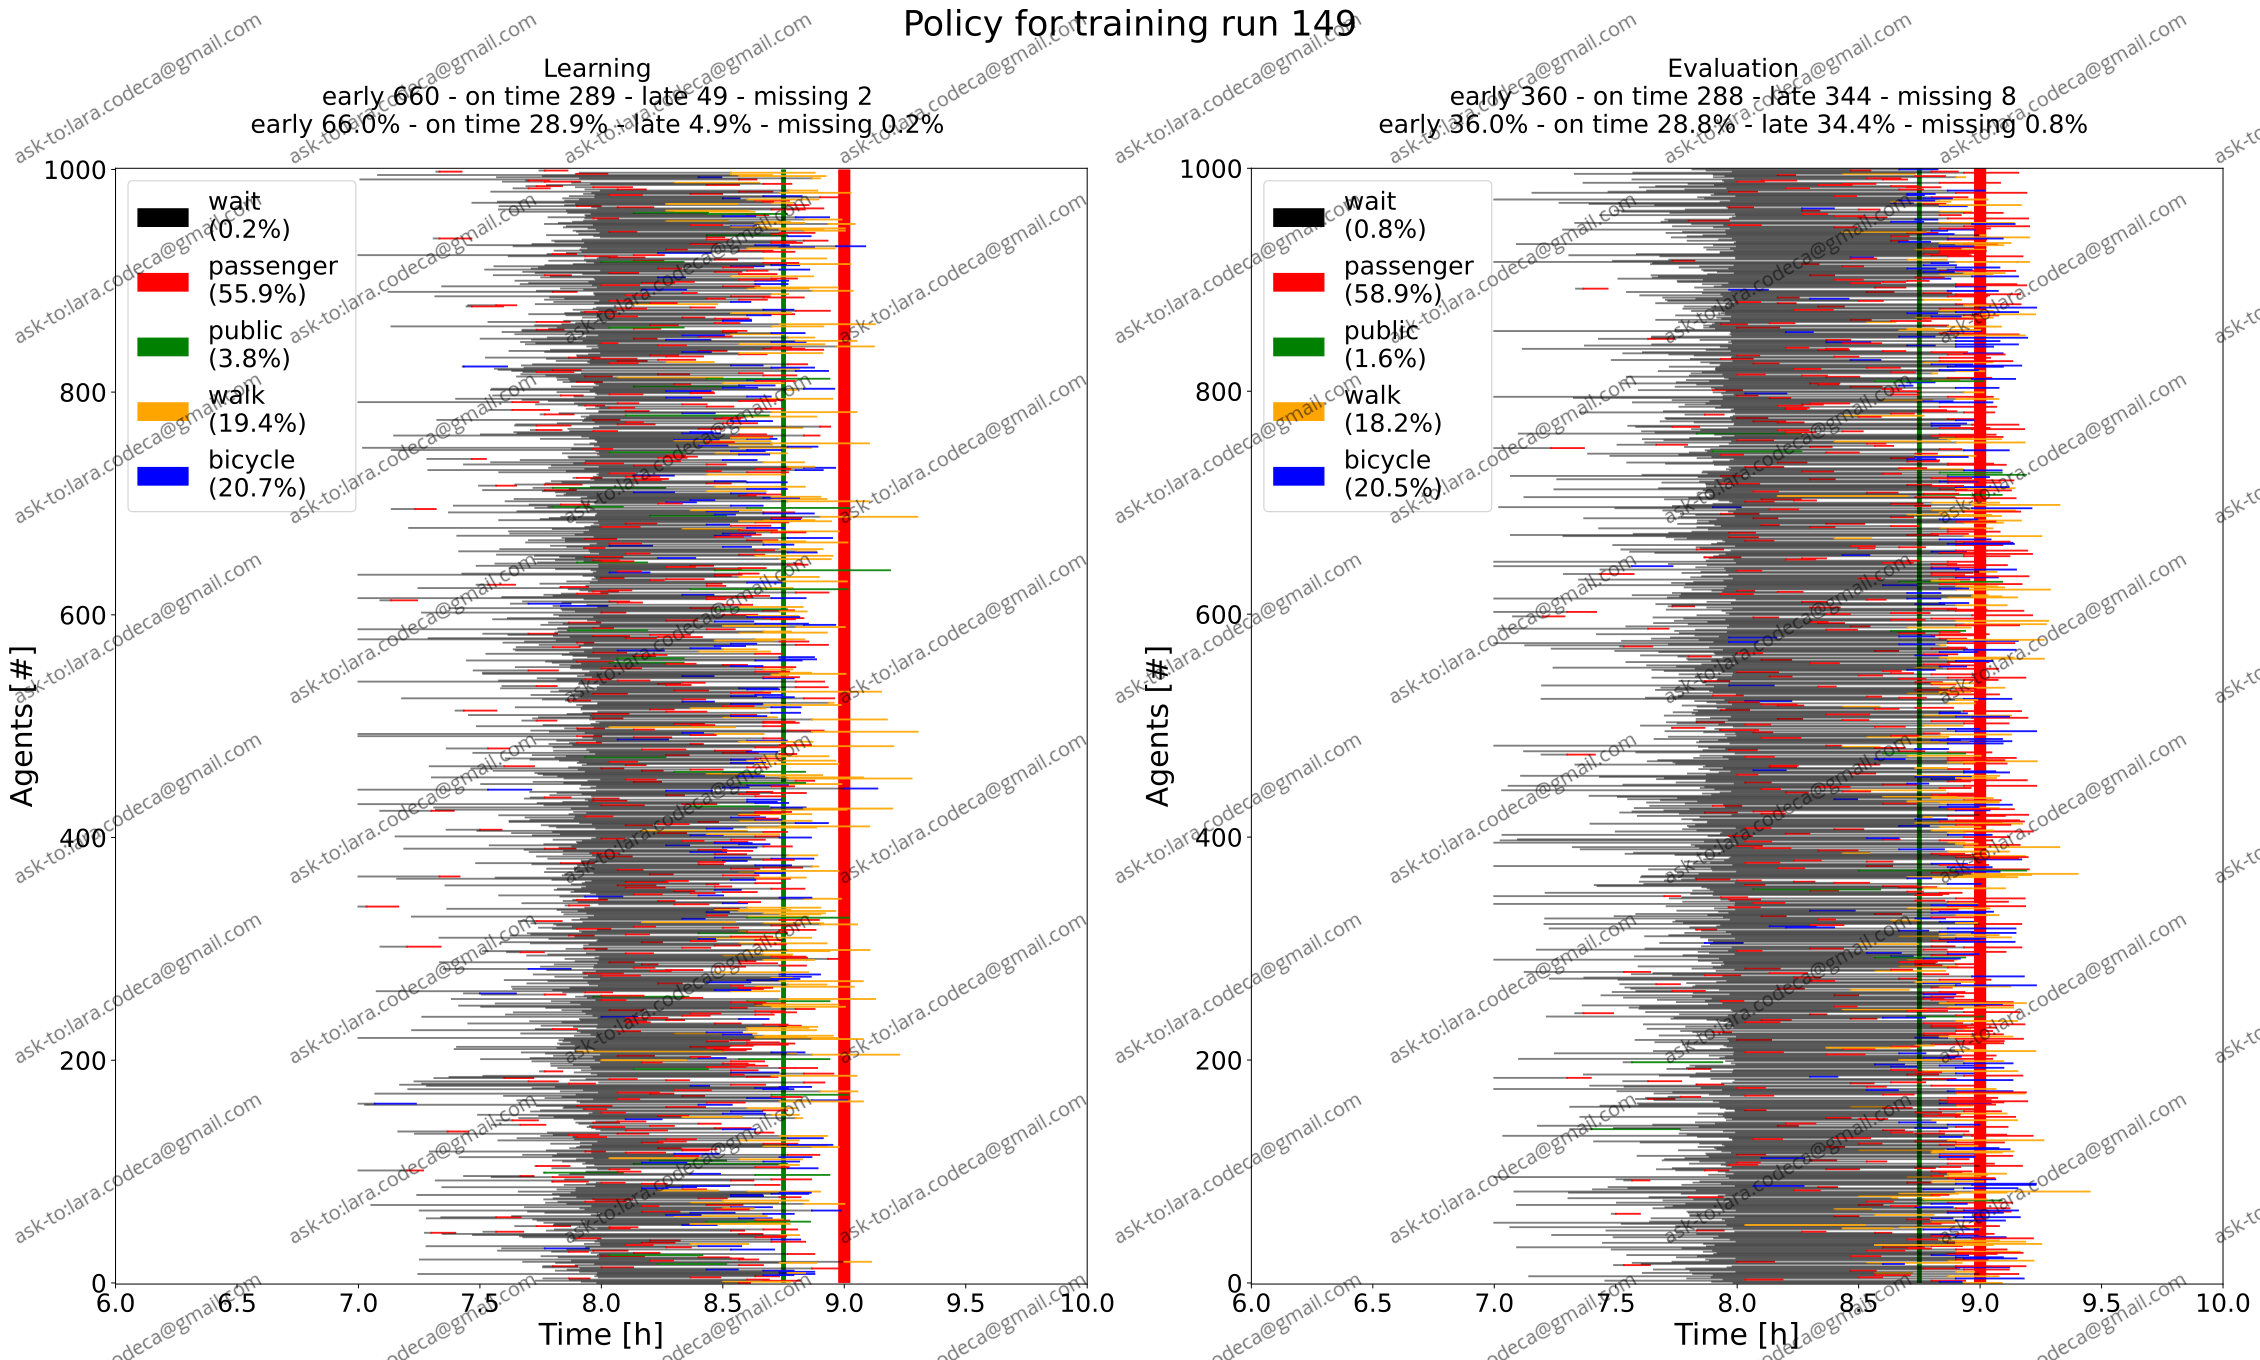 Policy for training run 149
Learning
early 660 - on time 289 - late 49 - missing 2
early 66.0% - on time 28.9% - late 4.9% - missing 0.2%
Evaluation
early 360 - on time 288 - late 344 - missing 8
early 36.0% - on time 28.8% - late 34.4% - missing 0.8%
1000
800
600
400
200
0
Agents [#]
wait
(0.2%)
passenger
(55.9%)
public
(3.8%)
walk
(19.4%)
bicycle
(20.7%)
6.0 6.5 7.0 7.5 8.0 8.5 9.0 9.5 10.0
Time [h]
1000
800
600
400
200
0
Agents [#]
wait
(0.8%)
passenger
(58.9%)
public
(1.6%)
walk
(18.2%)
bicycle
(20.5%)
6.0 6.5 7.0 7.5 8.0 8.5 9.0 9.5 10.0
Time [h]
ask-to:lara.codeca@gmail.com